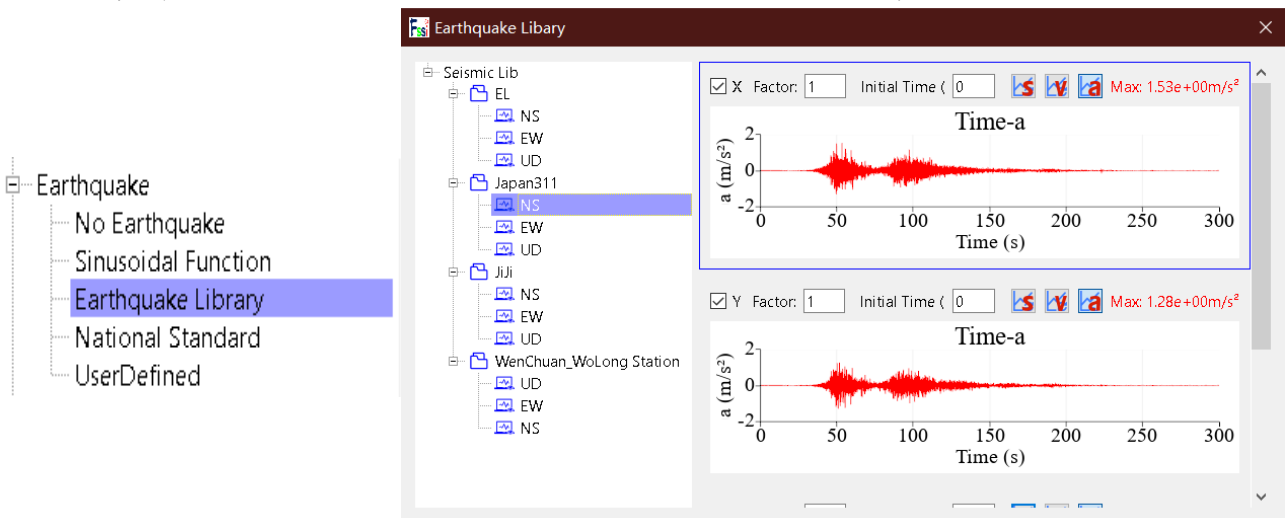 Earthquake
No Earthquake
Sinusoidal Function
Earthquake Library
National Standard
UserDefined
Fssi Earthquake Libary
Seismic Lib
EL
NS
EW
UD
Japan311
NS
EW
UD
JiJi
NS
EW
UD
WenChuan_WoLong Station
UD
EW
NS
X Factor: 1 Initial Time ( 0 s v a Max: 1.53e+00m/s²
Time-a
a (m/s²)
2
0
-2
0 50 100 150 200 250 300
Time (s)
Y Factor: 1 Initial Time ( 0 s v a Max: 1.28e+00m/s²
Time-a
a (m/s²)
2
0
-2
0 50 100 150 200 250 300
Time (s)